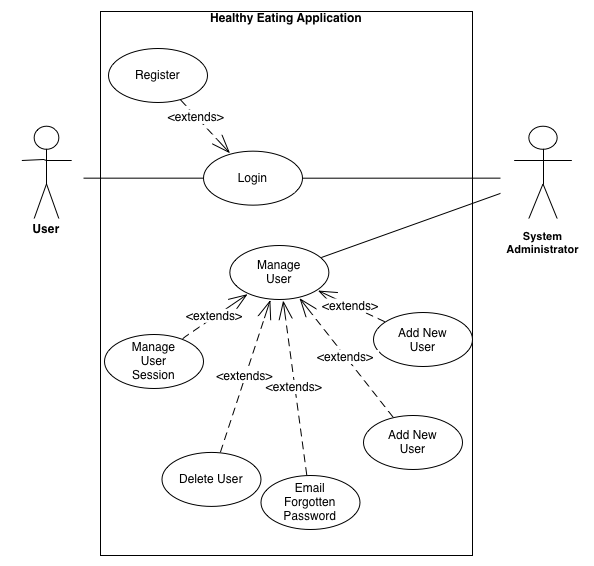 Healthy Eating Application
Register
<extends>
Login
User
System
Administrator
Manage
User
<extends>
<extends>
Add New
User
Manage
User
Session
<extends>
<extends>
<extends>
Add New
User
Delete User
Email
Forgotten
Password